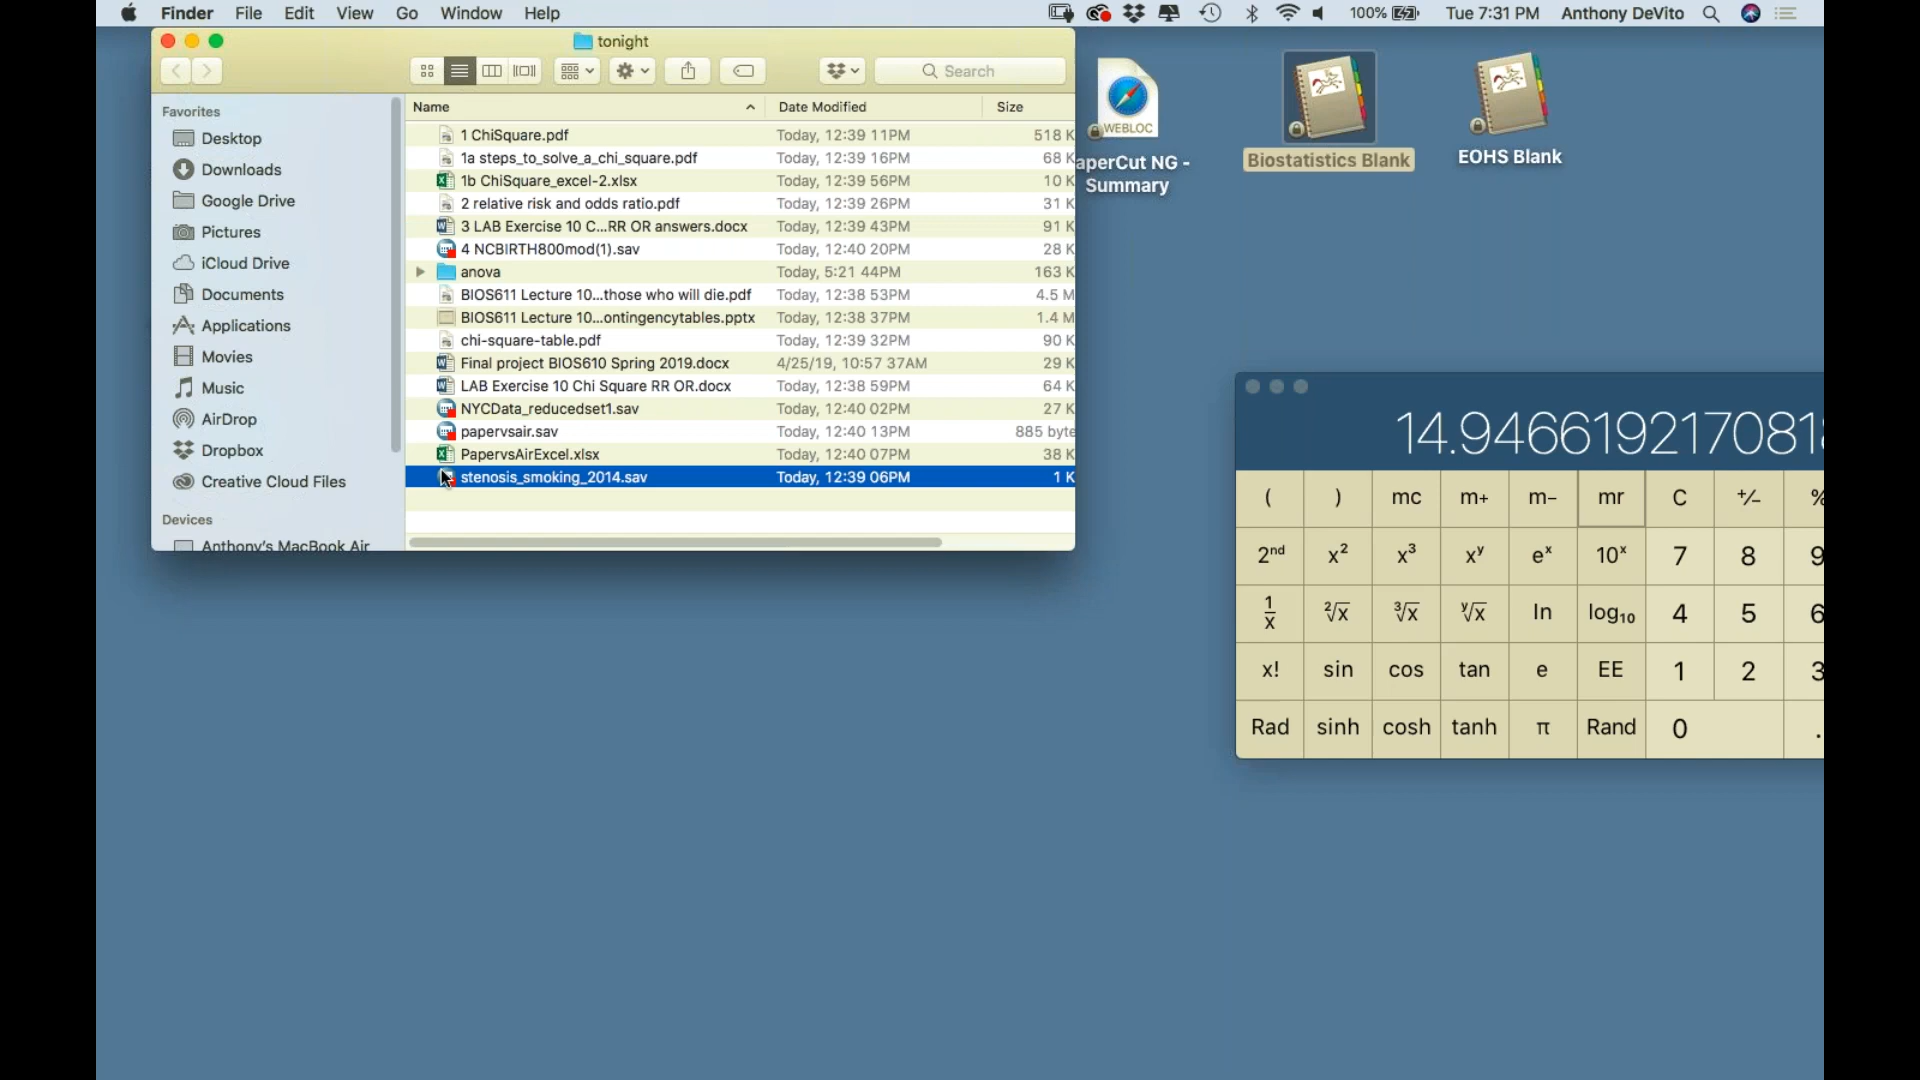 Finder File Edit View Go Window Help 100% Tue 7:31 PM Anthony DeVito
tonight
Search
Favorites
Desktop
Downloads
Google Drive
Pictures
iCloud Drive
Documents
Applications
Movies
Music
AirDrop
Dropbox
Creative Cloud Files
Devices
Anthony's MacBook Air
Name Date Modified Size
1 ChiSquare.pdf Today, 12:39 11PM 518 K
1a steps_to_solve_a_chi_square.pdf Today, 12:39 16PM 68 K
1b ChiSquare_excel-2.xlsx Today, 12:39 56PM 10 K
2 relative risk and odds ratio.pdf Today, 12:39 26PM 31 K
3 LAB Exercise 10 C...RR OR answers.docx Today, 12:39 43PM 91 K
4 NCBIRTH800mod(1).sav Today, 12:40 20PM 28 K
anova Today, 5:21 44PM 163 K
BIOS611 Lecture 10...those who will die.pdf Today, 12:38 53PM 4.5 M
BIOS611 Lecture 10...ontingencytables.pptx Today, 12:38 37PM 1.4 M
chi-square-table.pdf Today, 12:39 32PM 90 K
Final project BIOS610 Spring 2019.docx 4/25/19, 10:57 37AM 29 K
LAB Exercise 10 Chi Square RR OR.docx Today, 12:38 59PM 64 K
NYCData_reducedset1.sav Today, 12:40 02PM 27 K
papervsair.sav Today, 12:40 13PM 885 byte
PapervsAirExcel.xlsx Today, 12:40 07PM 38 K
stenosis_smoking_2014.sav Today, 12:39 06PM 1 K
WEBLOC
aperCut NG -
Summary
Biostatistics Blank
EOHS Blank
14.946619217081
( ) mc m+ m- mr C +/- %
2nd x² x³ xʸ eˣ 10ˣ 7 8 9
1/x ²√x ³√x ʸ√x ln log₁₀ 4 5 6
x! sin cos tan e EE 1 2 3
Rad sinh cosh tanh π Rand 0 .